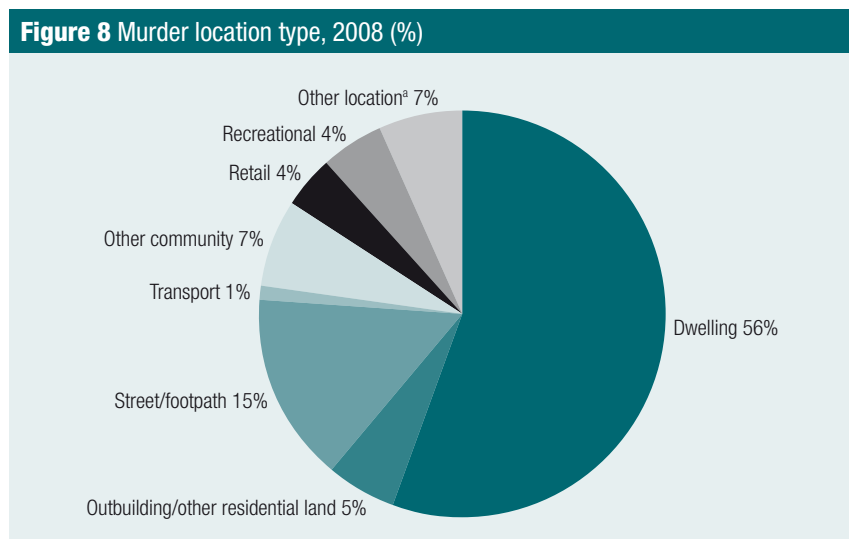 Figure 8 Murder location type, 2008 (%)
Other locationᵃ 7%
Recreational 4%
Retail 4%
Other community 7%
Transport 1%
Dwelling 56%
Street/footpath 15%
Outbuilding/other residential land 5%